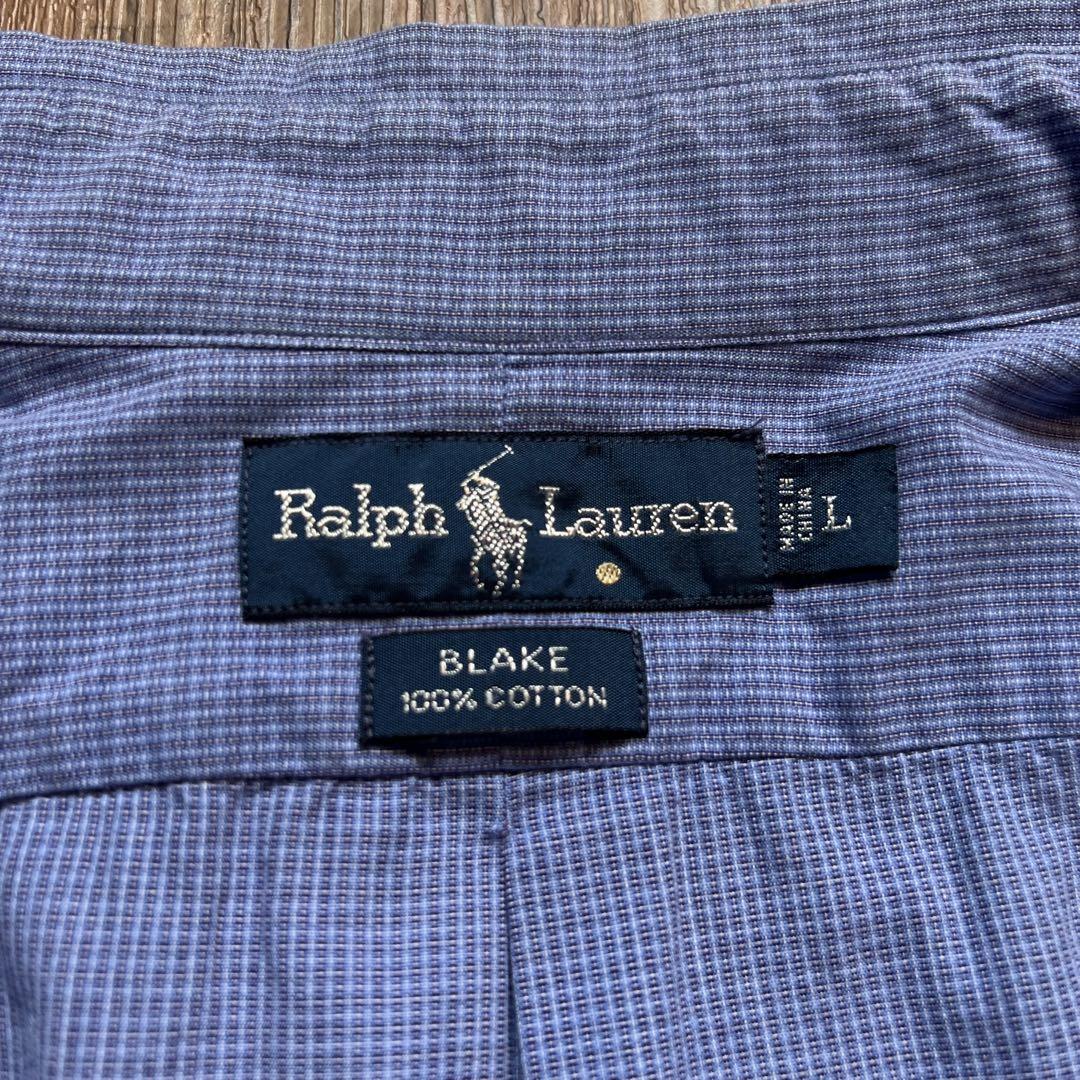 Ralph Lauren
MADE IN
CHINA
L
BLAKE
100% COTTON